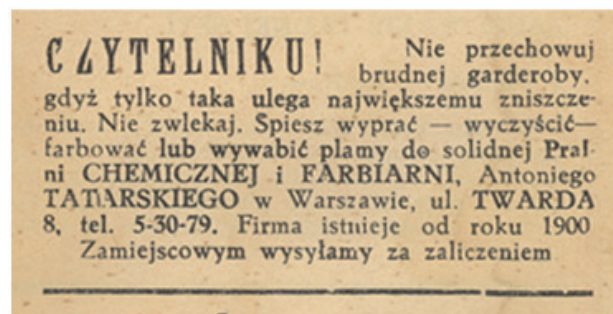 CZYTELNIKU! Nie przechowuj
brudnej garderoby,
gdyż tylko taka ulega największemu zniszcze-
niu. Nie zwlekaj. Spiesz wyprać — wyczyścić—
farbować lub wywabić plamy do solidnej Pral-
ni CHEMICZNEJ i FARBIARNI, Antoniego
TATARSKIEGO w Warszawie, ul. TWARDA
8, tel. 5-30-79. Firma istnieje od roku 1900
Zamiejscowym wysyłamy za zaliczeniem